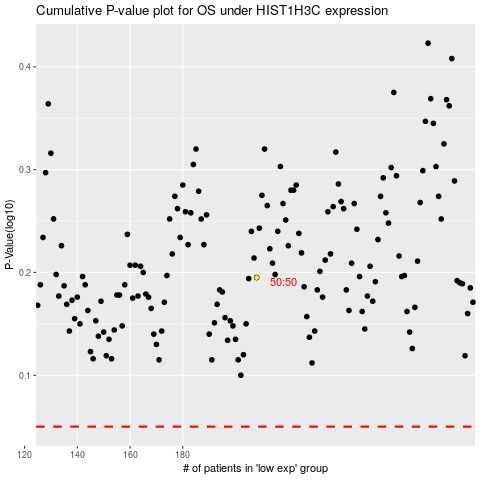 Cumulative P-value plot for OS under HIST1H3C expression
P-Value(log10)
0.4
0.3
0.2
0.1
50:50
120 140 160 180
# of patients in 'low exp' group